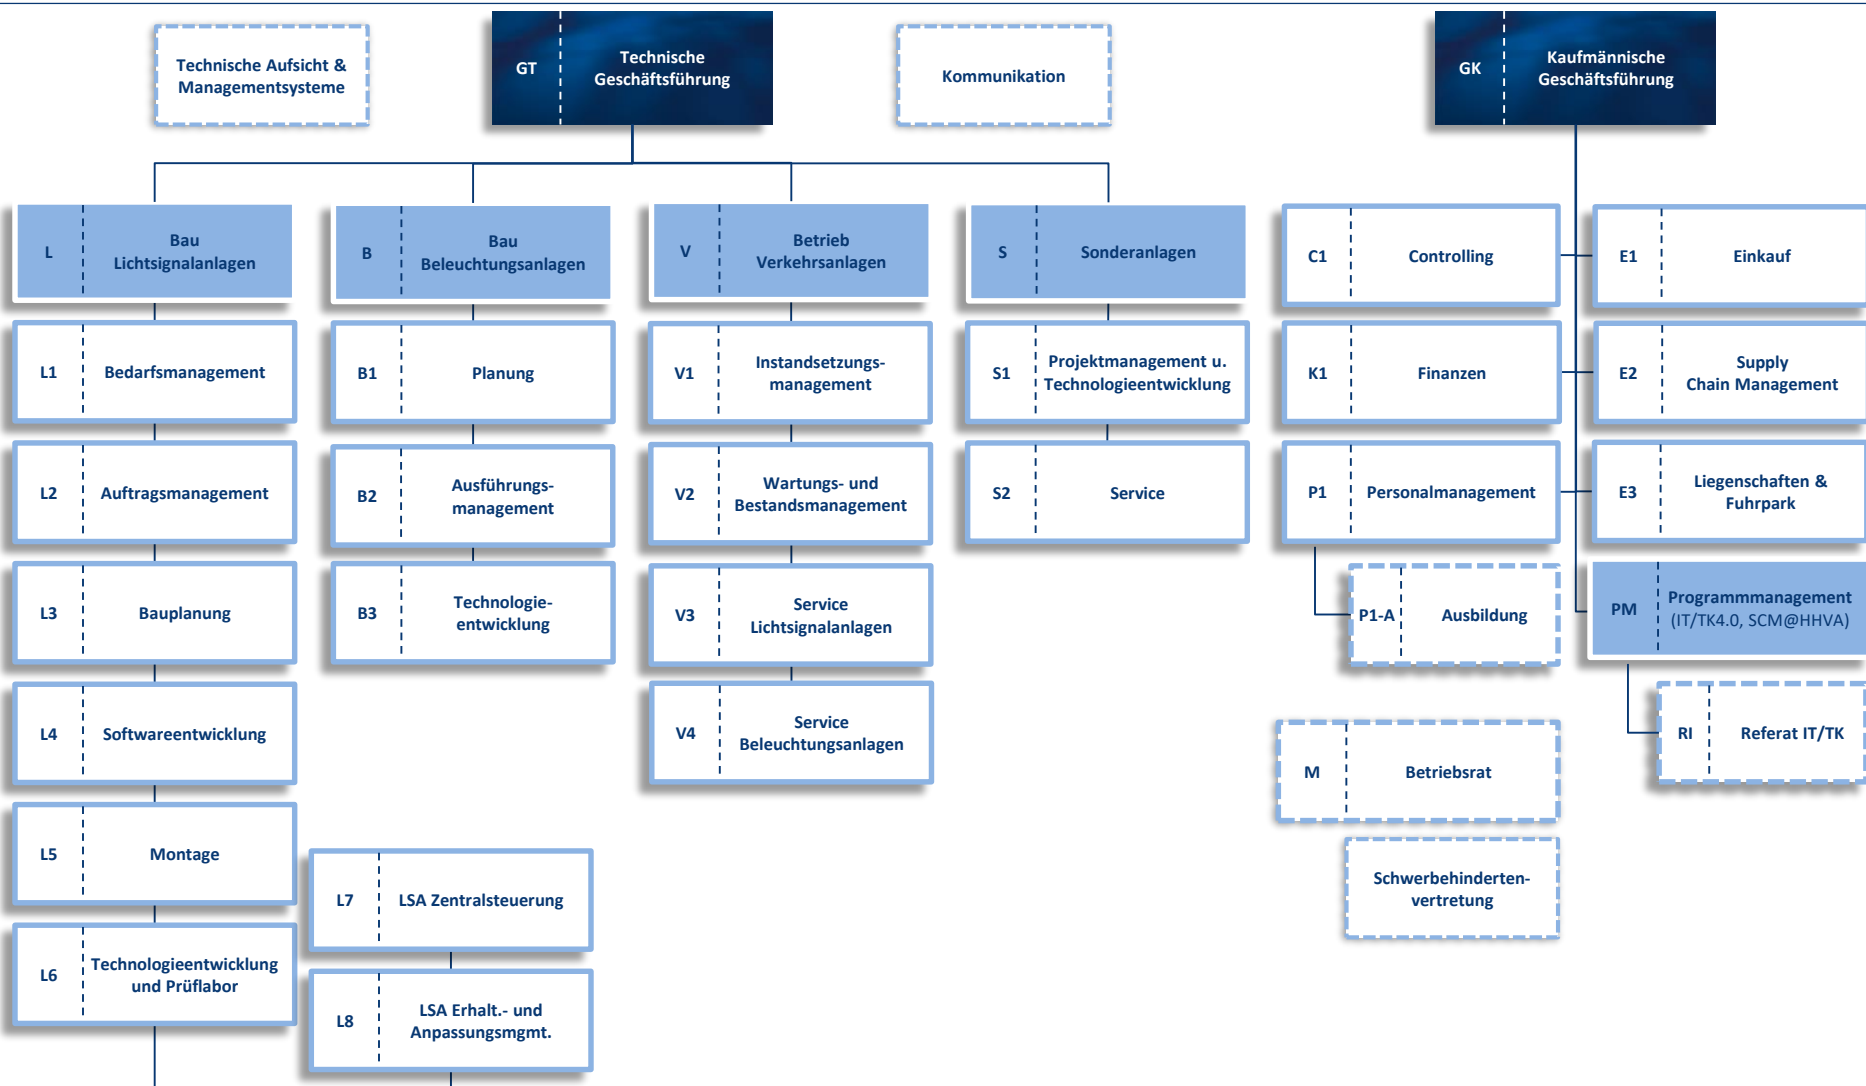 Technische Aufsicht &
Managementsysteme
GT
Technische
Geschäftsführung
Kommunikation
GK
Kaufmännische
Geschäftsführung
L
Bau
Lichtsignalanlagen
B
Bau
Beleuchtungsanlagen
V
Betrieb
Verkehrsanlagen
S
Sonderanlagen
C1
Controlling
E1
Einkauf
L1
Bedarfsmanagement
B1
Planung
V1
Instandsetzungs-
management
S1
Projektmanagement u.
Technologieentwicklung
K1
Finanzen
E2
Supply
Chain Management
L2
Auftragsmanagement
B2
Ausführungs-
management
V2
Wartungs- und
Bestandsmanagement
S2
Service
P1
Personalmanagement
E3
Liegenschaften &
Fuhrpark
L3
Bauplanung
B3
Technologie-
entwicklung
V3
Service
Lichtsignalanlagen
P1-A
Ausbildung
PM
Programmmanagement
(IT/TK4.0, SCM@HHVA)
L4
Softwareentwicklung
V4
Service
Beleuchtungsanlagen
RI
Referat IT/TK
M
Betriebsrat
L5
Montage
L7
LSA Zentralsteuerung
Schwerbehinderten-
vertretung
L6
Technologieentwicklung
und Prüflabor
L8
LSA Erhalt.- und
Anpassungsmgmt.